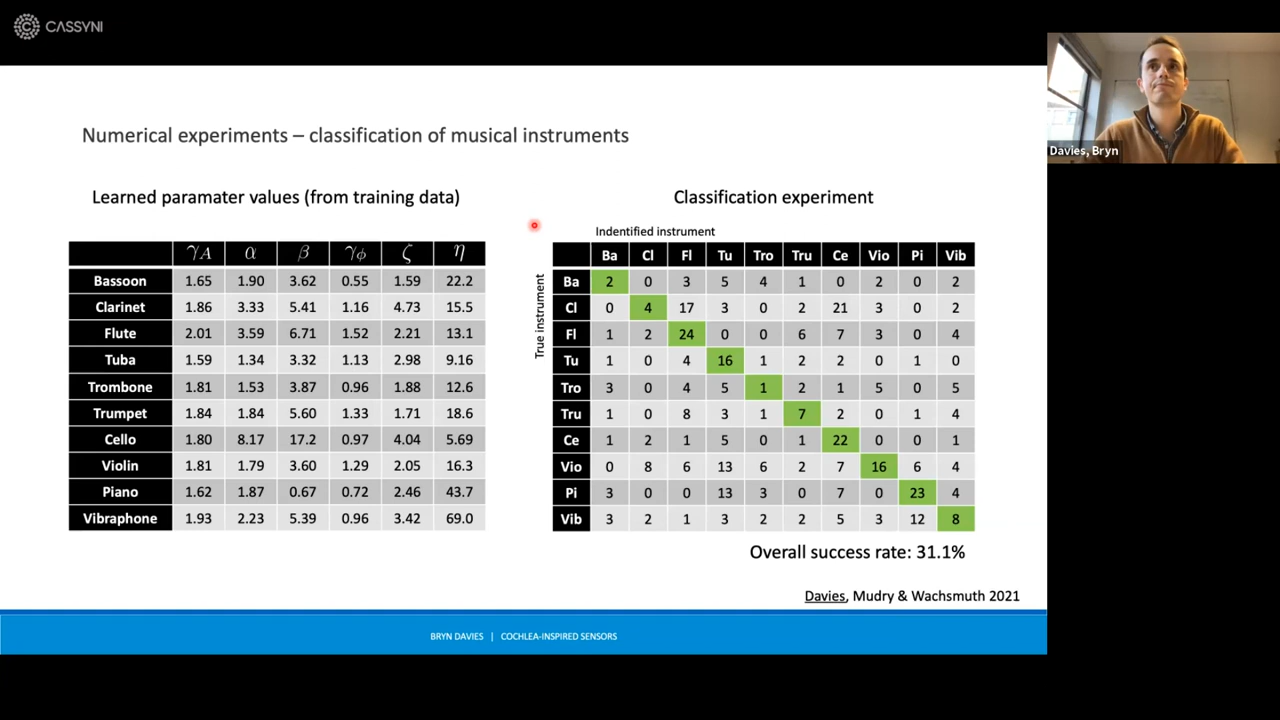 CASSYNI
Davies, Bryn
Numerical experiments – classification of musical instruments
Learned paramater values (from training data)
γA α β γϕ ζ η
Bassoon 1.65 1.90 3.62 0.55 1.59 22.2
Clarinet 1.86 3.33 5.41 1.16 4.73 15.5
Flute 2.01 3.59 6.71 1.52 2.21 13.1
Tuba 1.59 1.34 3.32 1.13 2.98 9.16
Trombone 1.81 1.53 3.87 0.96 1.88 12.6
Trumpet 1.84 1.84 5.60 1.33 1.71 18.6
Cello 1.80 8.17 17.2 0.97 4.04 5.69
Violin 1.81 1.79 3.60 1.29 2.05 16.3
Piano 1.62 1.87 0.67 0.72 2.46 43.7
Vibraphone 1.93 2.23 5.39 0.96 3.42 69.0
Classification experiment
Indentified instrument
True instrument
Ba Cl Fl Tu Tro Tru Ce Vio Pi Vib
Ba 2 0 3 5 4 1 0 2 0 2
Cl 0 4 17 3 0 2 21 3 0 2
Fl 1 2 24 0 0 6 7 3 0 4
Tu 1 0 4 16 1 2 2 0 1 0
Tro 3 0 4 5 1 2 1 5 0 5
Tru 1 0 8 3 1 7 2 0 1 4
Ce 1 2 1 5 0 1 22 0 0 1
Vio 0 8 6 13 6 2 7 16 6 4
Pi 3 0 0 13 3 0 7 0 23 4
Vib 3 2 1 3 2 2 5 3 12 8
Overall success rate: 31.1%
Davies, Mudry & Wachsmuth 2021
BRYN DAVIES | COCHLEA-INSPIRED SENSORS